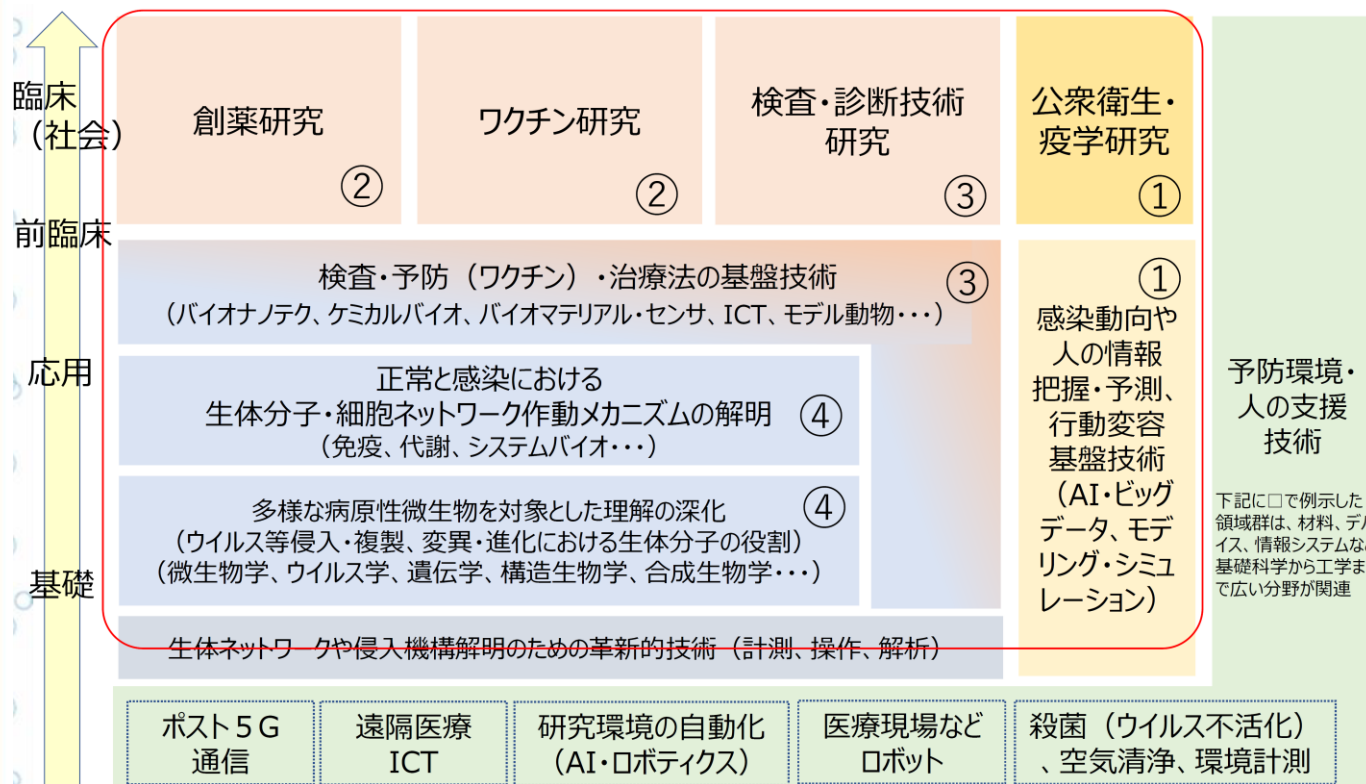 臨床
（社会）
前臨床
応用
基礎
創薬研究
②
ワクチン研究
②
検査・診断技術
研究
③
公衆衛生・
疫学研究
①
検査・予防（ワクチン）・治療法の基盤技術
③
（バイオナノテク、ケミカルバイオ、バイオマテリアル・センサ、ICT、モデル動物・・・）
正常と感染における
生体分子・細胞ネットワーク作動メカニズムの解明
④
（免疫、代謝、システムバイオ・・・）
多様な病原性微生物を対象とした理解の深化
④
（ウイルス等侵入・複製、変異・進化における生体分子の役割）
（微生物学、ウイルス学、遺伝学、構造生物学、合成生物学・・・）
生体ネットワークや侵入機構解明のための革新的技術（計測、操作、解析）
①
感染動向や
人の情報
把握・予測、
行動変容
基盤技術
（AI・ビッグ
データ、モデ
リング・シミュ
レーション）
予防環境・
人の支援
技術
下記に□で例示した
領域群は、材料、デバ
イス、情報システムな
基礎科学から工学ま
で広い分野が関連
ポスト５G
通信
遠隔医療
ICT
研究環境の自動化
（AI・ロボティクス）
医療現場など
ロボット
殺菌（ウイルス不活化）
、空気清浄、環境計測